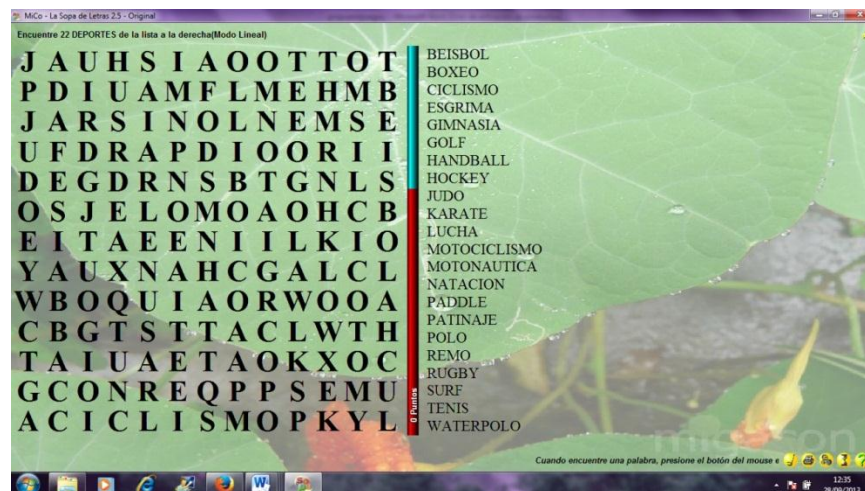 MiCo - La Sopa de Letras 2.5 - Original
Encuentre 22 DEPORTES de la lista a la derecha(Modo Lineal)
J A U H S I A O O T T O T
P D I U A M F L M E H M B
J A R S I N O L N E M S E
U F D R A P D I O O R I I
D E G D R N S B T G N L S
O S J E L O M O A O H C B
E I T A E E N I I L K I O
Y A U X N A H C G A L C L
W B O Q U I A O R W O O A
C B G T S T T A C L W T H
T A I U A E T A O K X O C
G C O N R E Q P P S E M U
A C I C L I S M O P K Y L
0 Puntos
BEISBOL
BOXEO
CICLISMO
ESGRIMA
GIMNASIA
GOLF
HANDBALL
HOCKEY
JUDO
KARATE
LUCHA
MOTOCICLISMO
MOTONAUTICA
NATACION
PADDLE
PATINAJE
POLO
REMO
RUGBY
SURF
TENIS
WATERPOLO
Cuando encuentre una palabra, presione el botón del mouse e
12:35